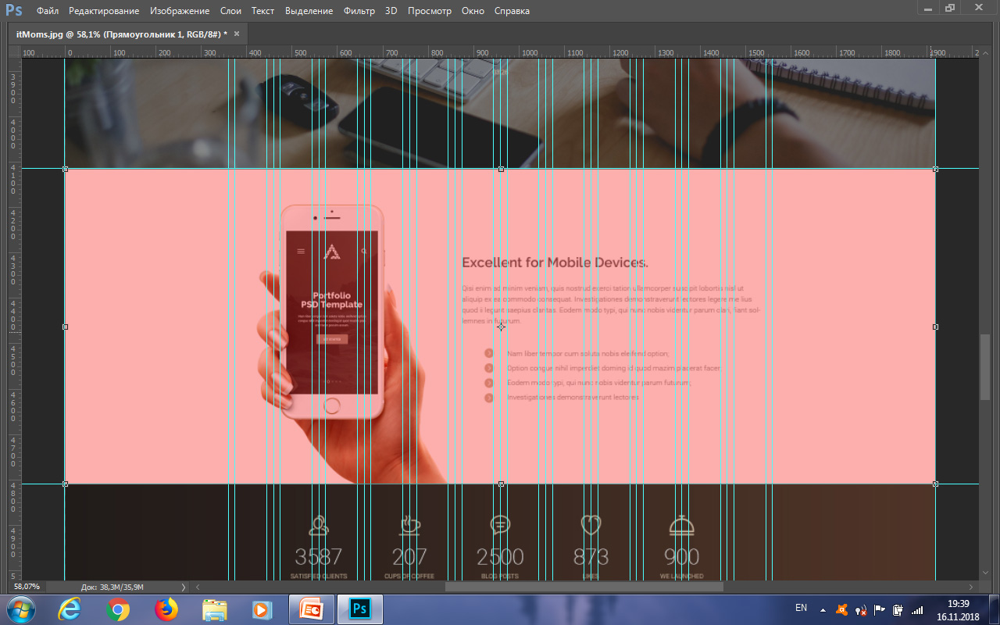 Ps Файл Редактирование Изображение Слои Текст Выделение Фильтр 3D Просмотр Окно Справка
itMoms.jpg @ 58,1% (Прямоугольник 1, RGB/8#) * ×
100 0 100 200 300 400 500 600 700 800 900 1000 1100 1200 1300 1400 1500 1600 1700 1800 1900 2
3900
4000
4100
4200
4300
4400
4500
4600
4700
4800
4900
5
Portfolio
PSD Template
Excellent for Mobile Devices.
Qisi enim ad minim veniam, quis nostrud exerci tation ullamcorper suscipit lobortis nisl ut
aliquip ex ea commodo consequat. Investigationes demonstraverunt lectores legere me lius
quod ii legunt saepius claritas. Eodem modo typi, qui nunc nobis videntur parum clari, fiant sol-
lemnes in futurum.
Nam liber tempor cum soluta nobis eleifend option;
Option congue nihil imperdiet doming id quod mazim placerat facer;
Eodem modo typi, qui nunc nobis videntur parum futurum;
Investigationes demonstraverunt lectores
3587 207 2500 873 900
SATISFIED CLIENTS CUPS OF COFFEE BLOG POSTS LIKES WE LAUNCHED
58,07% Док: 38,3M/35,9M
Ps
EN 19:39
16.11.2018